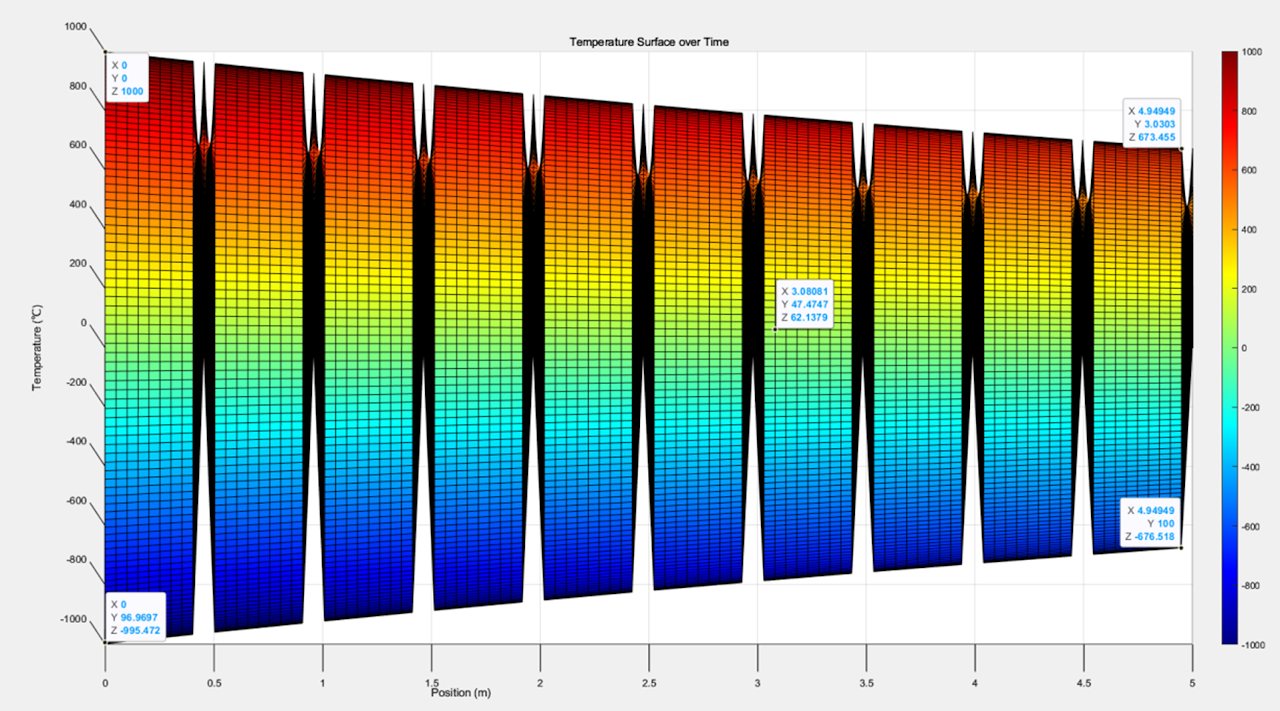 Temperature Surface over Time
1000
800
600
400
200
0
-200
-400
-600
-800
-1000
Temperature (°C)
X 0
Y 0
Z 1000
X 4.94949
Y 3.0303
Z 673.455
X 3.08081
Y 47.4747
Z 62.1379
X 4.94949
Y 100
Z -676.518
X 0
Y 96.9697
Z -995.472
0
0.5
1
1.5
2
2.5
3
3.5
4
4.5
5
Position (m)
1000
800
600
400
200
0
-200
-400
-600
-800
-1000